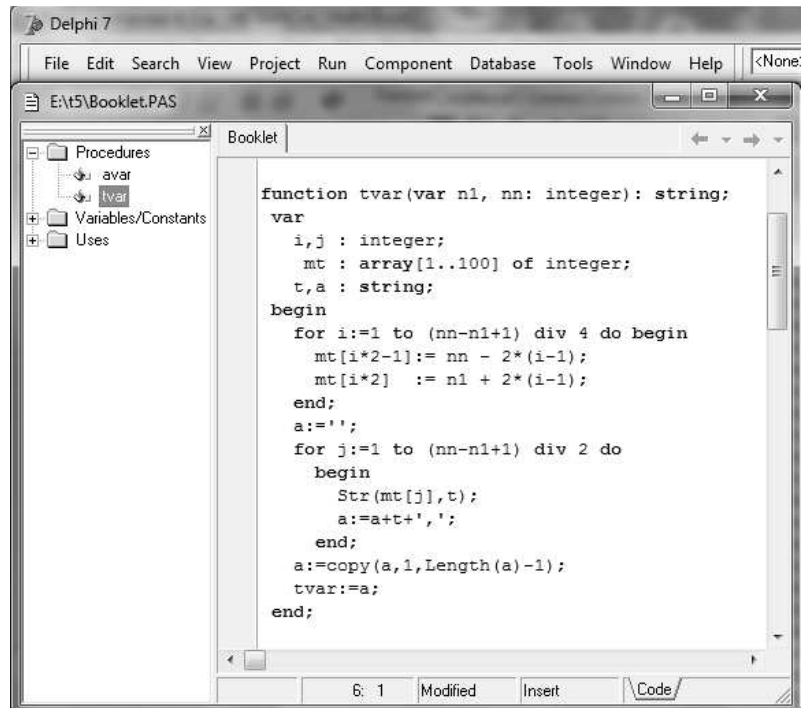 Delphi 7
File Edit Search View Project Run Component Database Tools Window Help <None>
E:\t5\Booklet.PAS
Booklet
Procedures
avar
tvar
Variables/Constants
Uses
function tvar(var n1, nn: integer): string;
var
i,j : integer;
mt : array[1..100] of integer;
t,a : string;
begin
for i:=1 to (nn-n1+1) div 4 do begin
mt[i*2-1]:= nn - 2*(i-1);
mt[i*2] := n1 + 2*(i-1);
end;
a:='';
for j:=1 to (nn-n1+1) div 2 do
begin
Str(mt[j],t);
a:=a+t+',';
end;
a:=copy(a,1,Length(a)-1);
tvar:=a;
end;
6: 1 Modified Insert Code